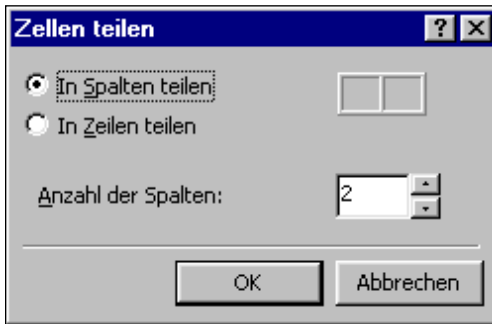 Zellen teilen
In Spalten teilen
In Zeilen teilen
Anzahl der Spalten: 2
OK Abbrechen